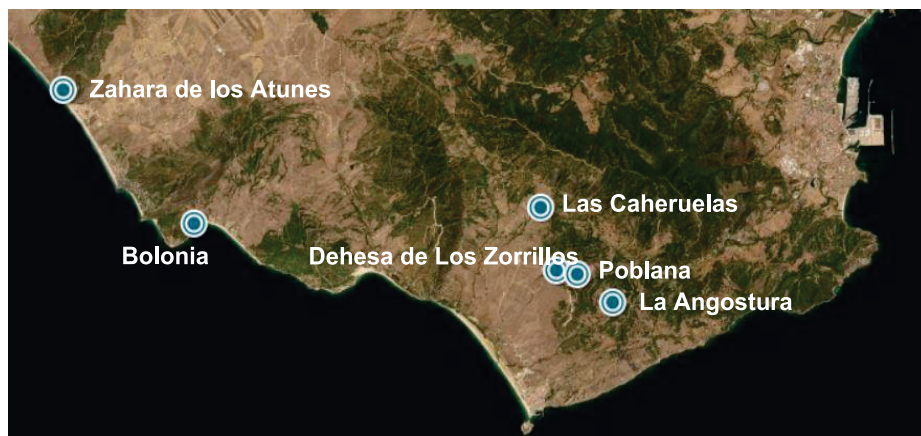 Zahara de los Atunes
Las Caheruelas
Bolonia
Dehesa de Los Zorrillos
Poblana
La Angostura